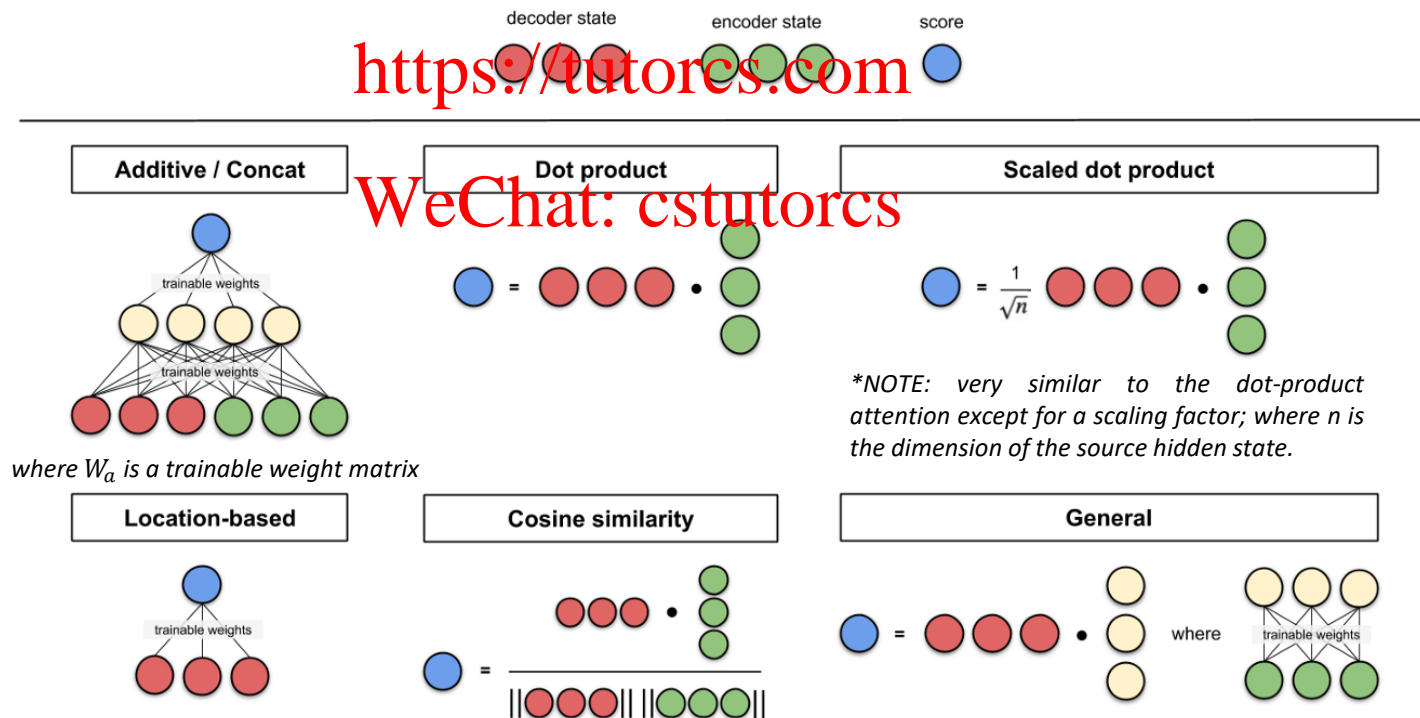 decoder state
encoder state
score
https://tutorcs.com
Additive / Concat
Dot product
Scaled dot product
WeChat: cstutorcs
trainable weights
trainable weights
=
•
= 1/√n
•
*NOTE: very similar to the dot-product
attention except for a scaling factor; where n is
the dimension of the source hidden state.
where Wₐ is a trainable weight matrix
Location-based
Cosine similarity
General
trainable weights
•
=
|| || || ||
= • where
trainable weights